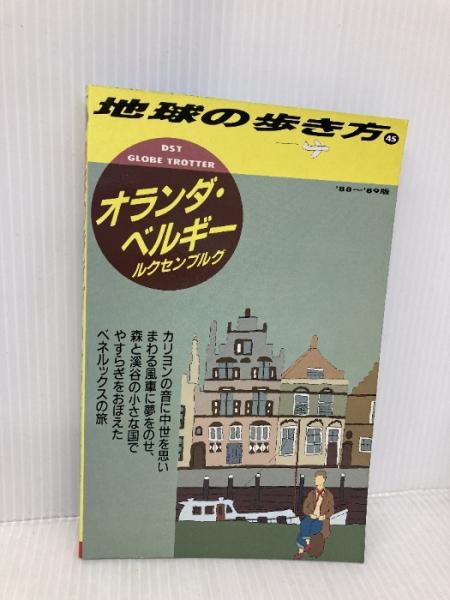 地球の歩き方 45
DST
GLOBE TROTTER
'88〜'89版
オランダ・
ベルギー
ルクセンブルグ
カリヨンの音に中世を思い
まわる風車に夢をのせ、
森と渓谷の小さな国で
やすらぎをおぼえた
ベネルックスの旅